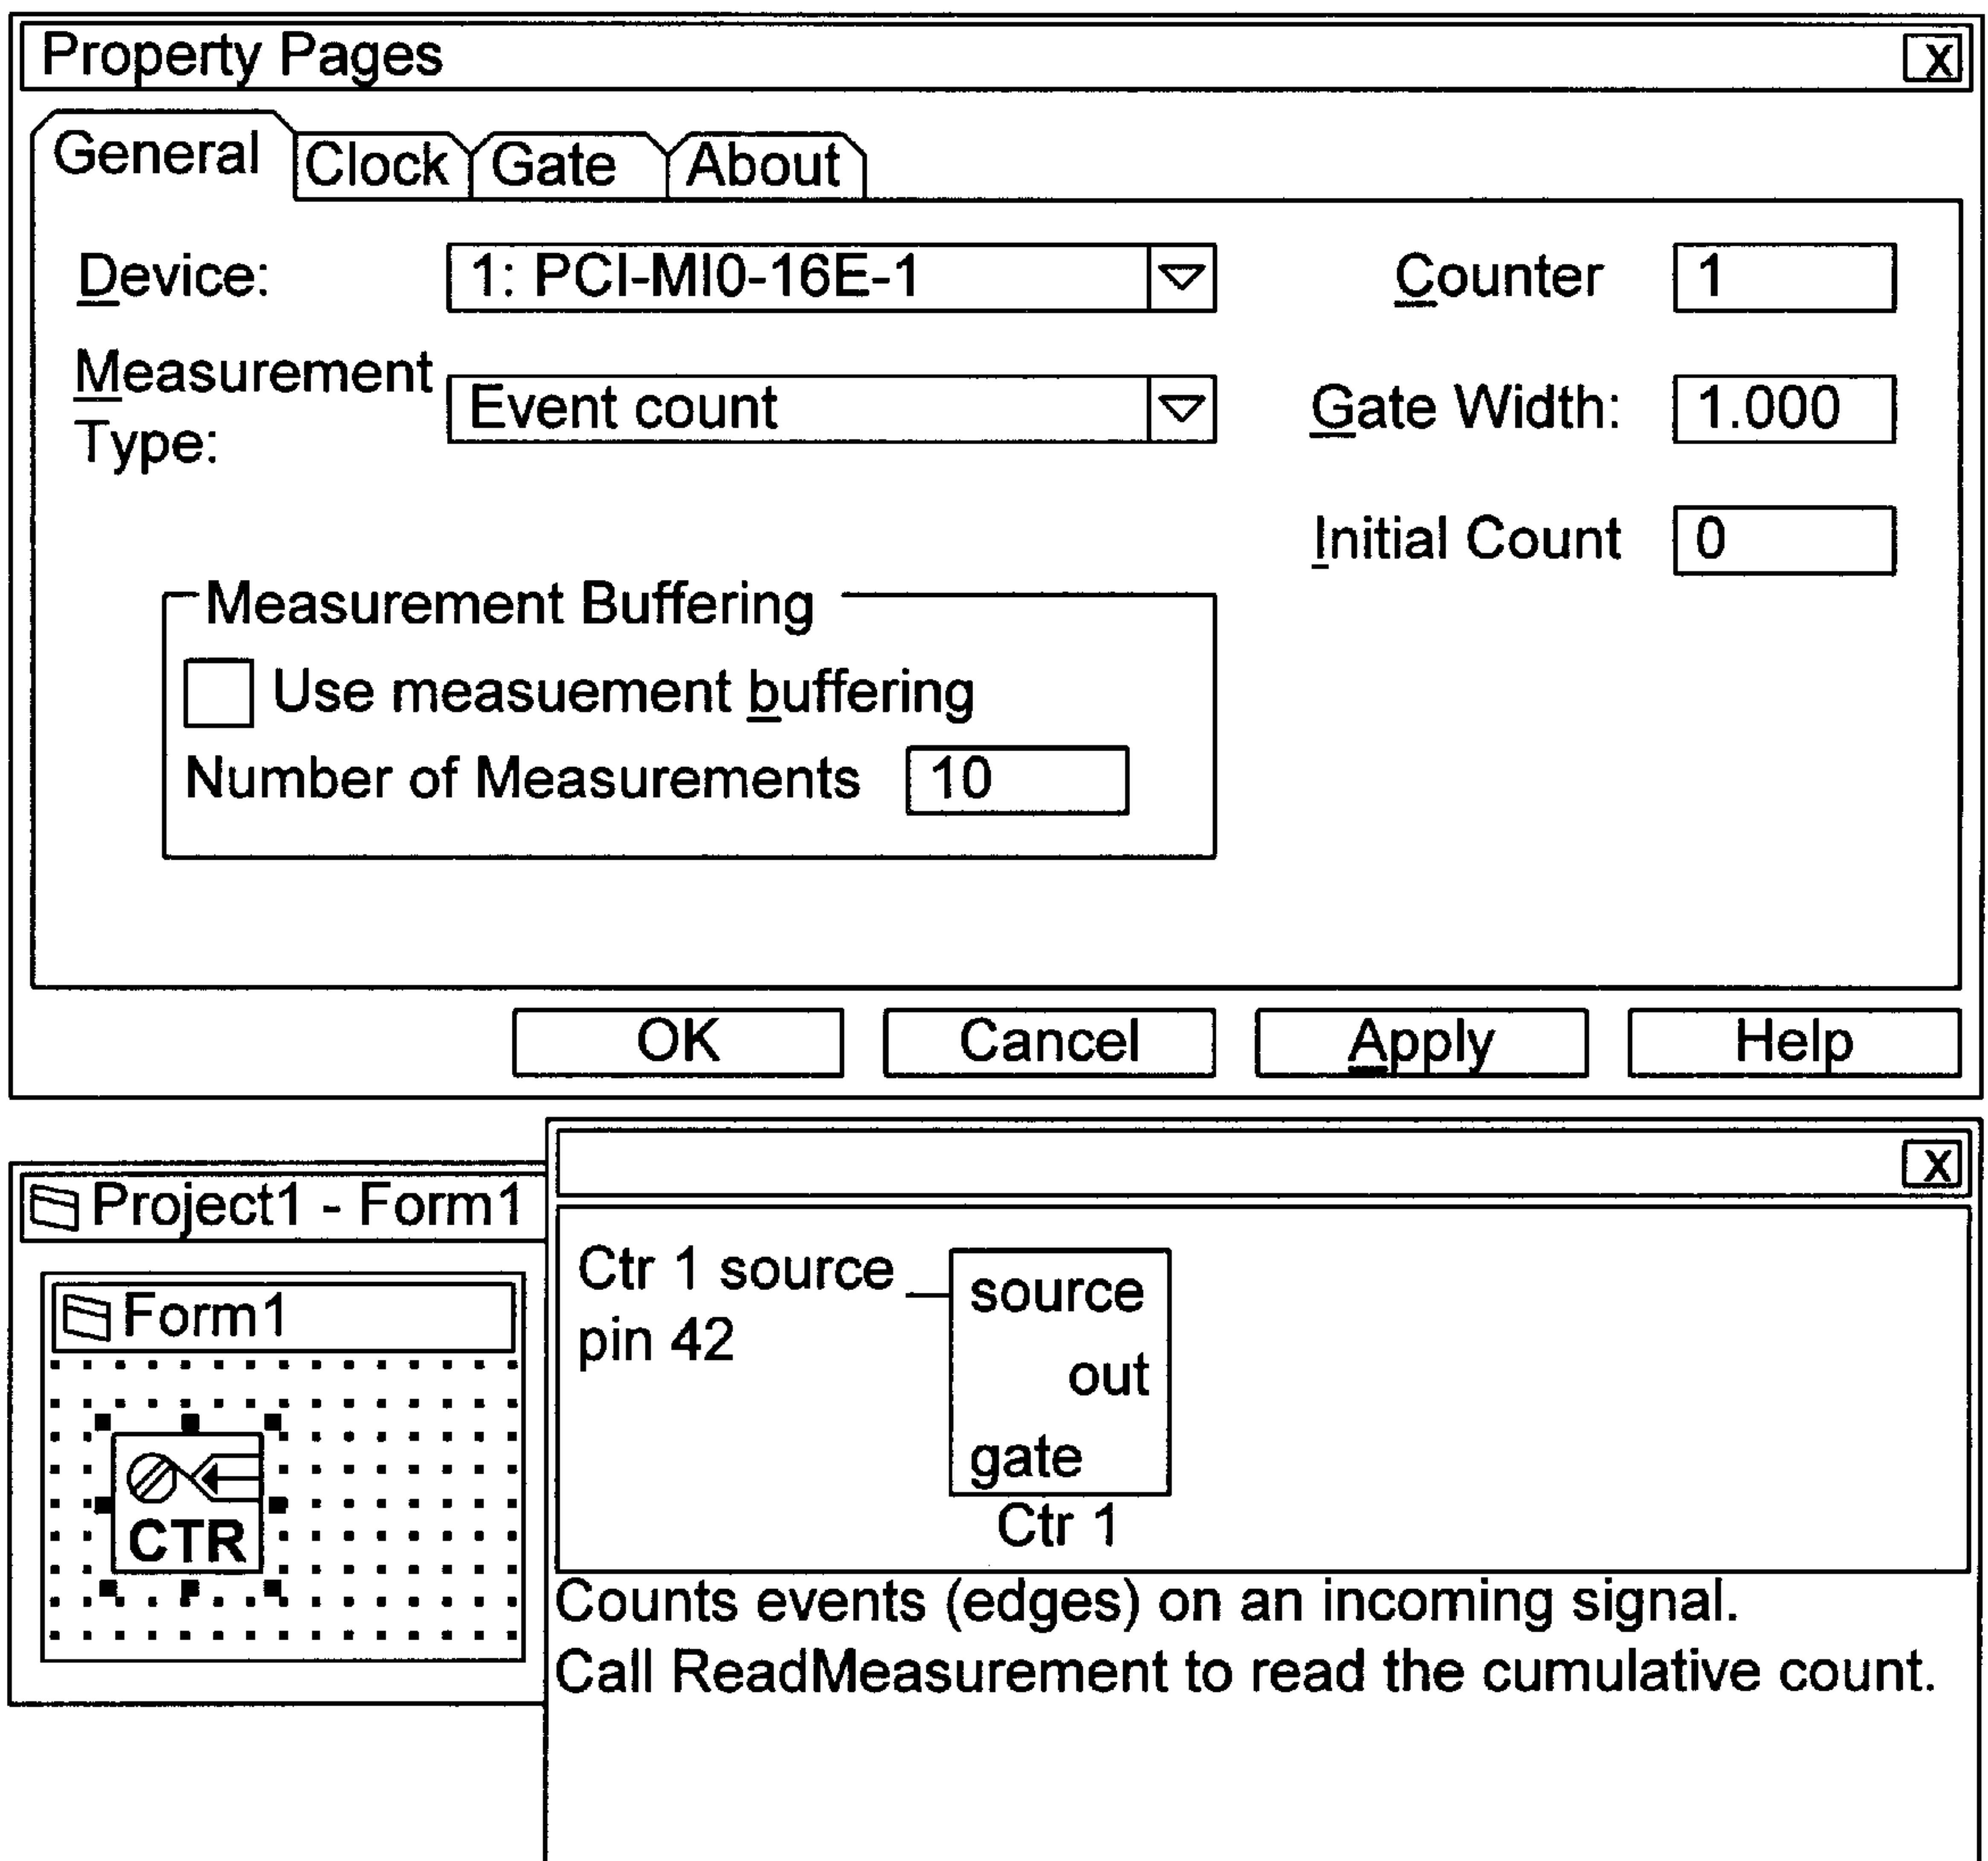 Property Pages X
General Clock Gate About
Device: 1: PCI-MI0-16E-1 Counter 1
Measurement Type: Event count Gate Width: 1.000
Initial Count 0
Measurement Buffering
Use measuement buffering
Number of Measurements 10
OK Cancel Apply Help
X
Project1 - Form1
Form1
CTR
Ctr 1 source
pin 42
source
out
gate
Ctr 1
Counts events (edges) on an incoming signal.
Call ReadMeasurement to read the cumulative count.